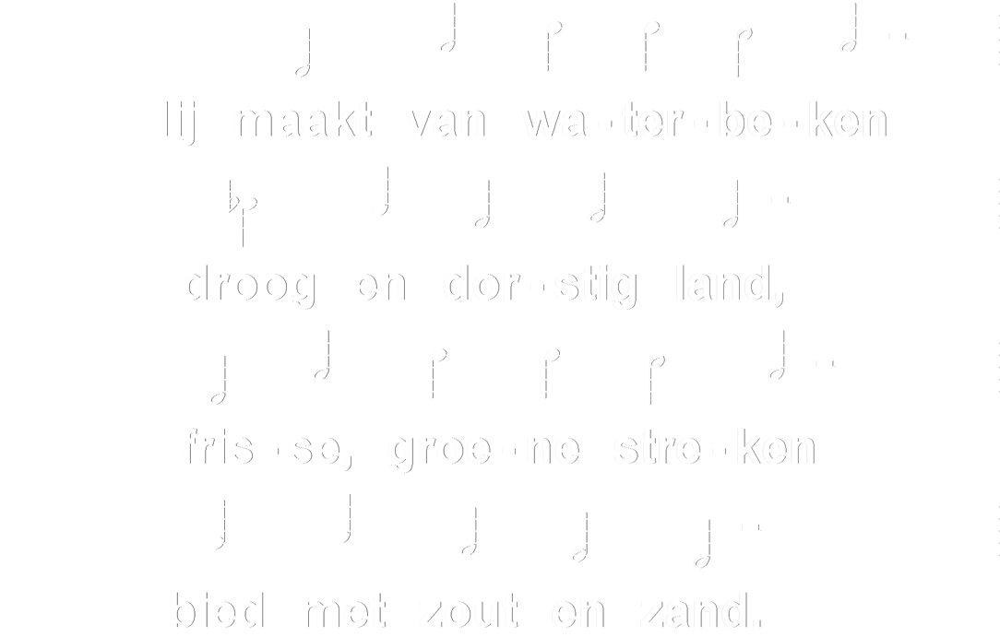 lij maakt van wa-ter-be-ken
droog en dor-stig land,
fris-se, groe-ne stre-ken
bied met zout en zand.